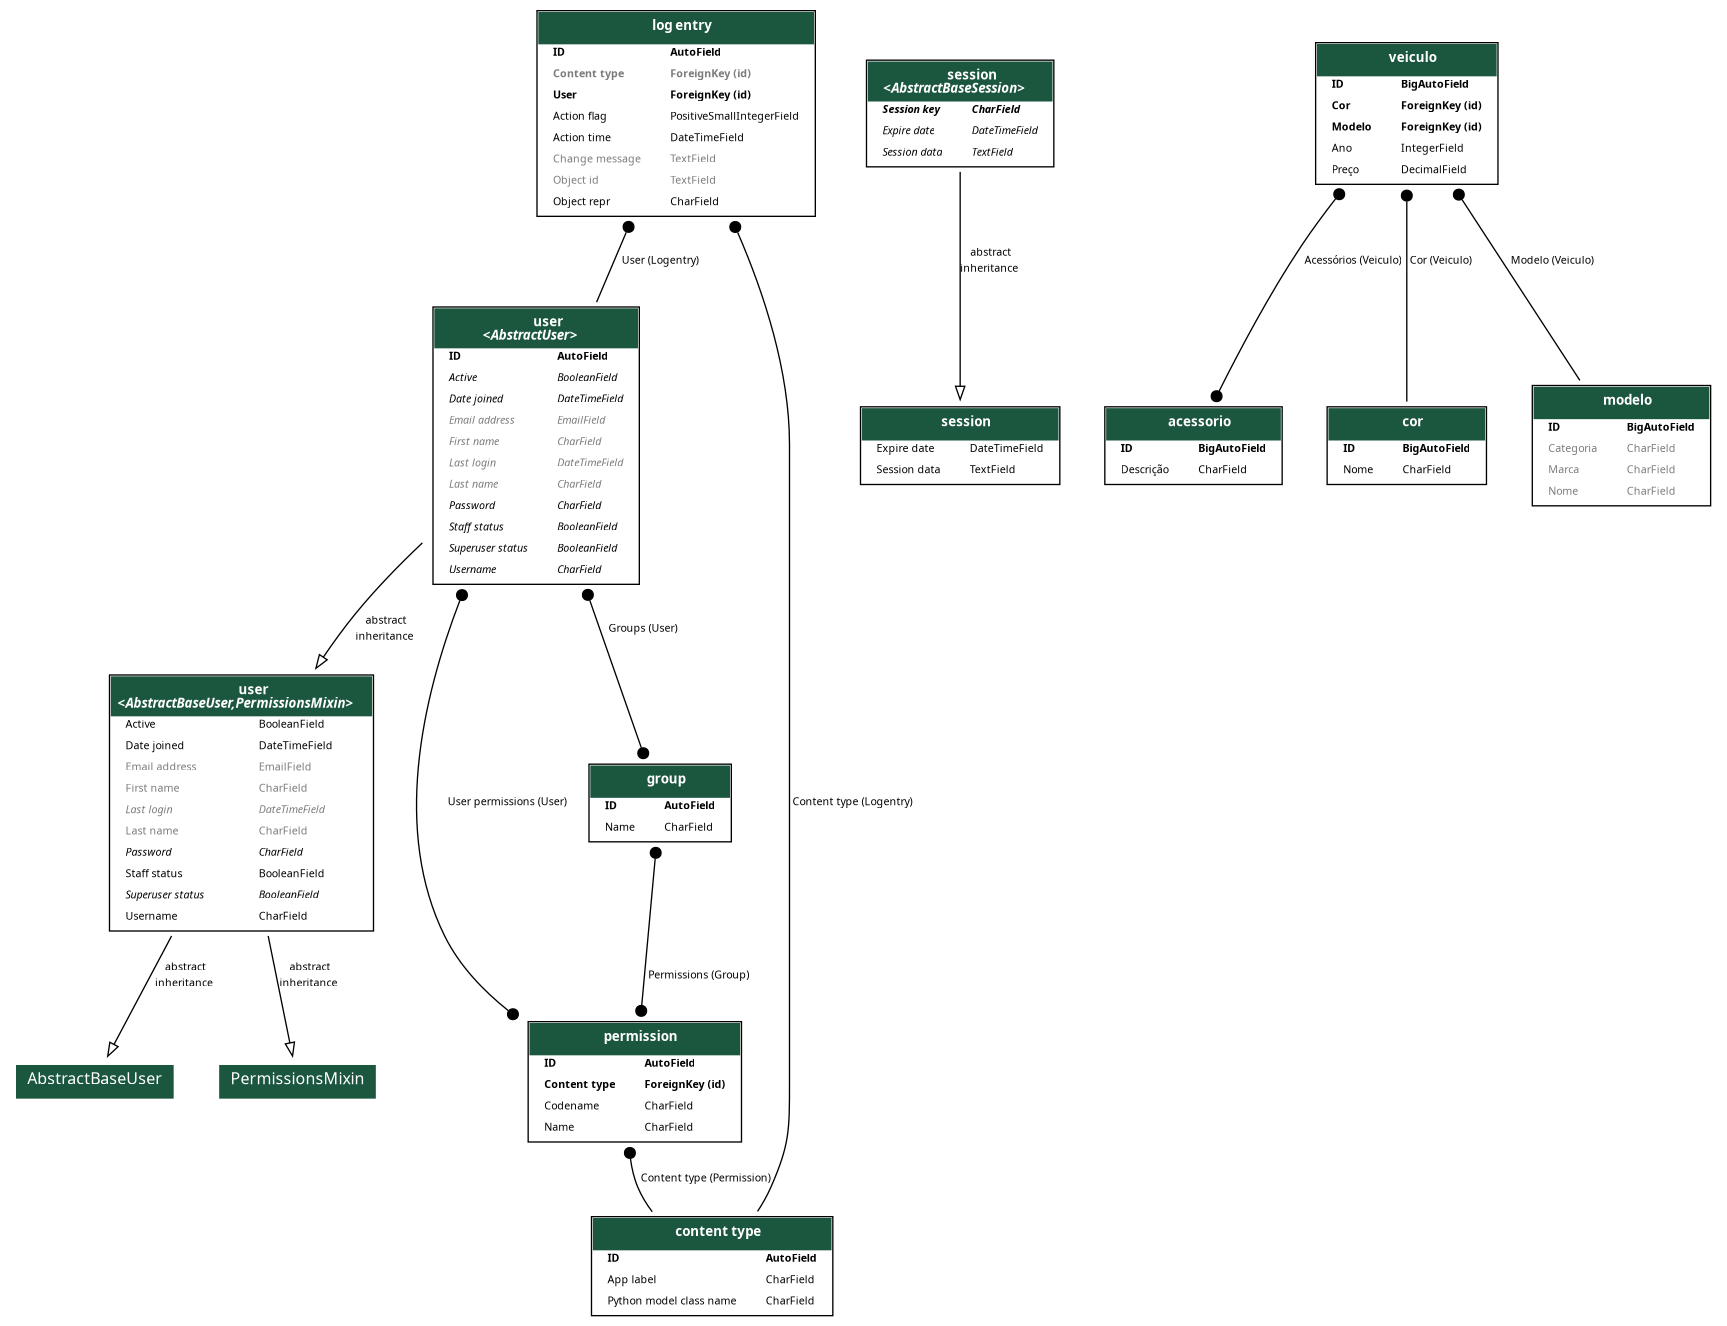 log entry
ID AutoField
Content type ForeignKey (id)
User ForeignKey (id)
Action flag PositiveSmallIntegerField
Action time DateTimeField
Change message TextField
Object id TextField
Object repr CharField
session
<AbstractBaseSession>
Session key CharField
Expire date DateTimeField
Session data TextField
veiculo
ID BigAutoField
Cor ForeignKey (id)
Modelo ForeignKey (id)
Ano IntegerField
Preço DecimalField
User (Logentry)
abstract
inheritance
Acessórios (Veiculo)
Cor (Veiculo)
Modelo (Veiculo)
user
<AbstractUser>
ID AutoField
Active BooleanField
Date joined DateTimeField
Email address EmailField
First name CharField
Last login DateTimeField
Last name CharField
Password CharField
Staff status BooleanField
Superuser status BooleanField
Username CharField
session
Expire date DateTimeField
Session data TextField
acessorio
ID BigAutoField
Descrição CharField
cor
ID BigAutoField
Nome CharField
modelo
ID BigAutoField
Categoria CharField
Marca CharField
Nome CharField
abstract
inheritance
Groups (User)
user
<AbstractBaseUser,PermissionsMixin>
Active BooleanField
Date joined DateTimeField
Email address EmailField
First name CharField
Last login DateTimeField
Last name CharField
Password CharField
Staff status BooleanField
Superuser status BooleanField
Username CharField
User permissions (User)
group
ID AutoField
Name CharField
Content type (Logentry)
abstract
inheritance
abstract
inheritance
Permissions (Group)
AbstractBaseUser
PermissionsMixin
permission
ID AutoField
Content type ForeignKey (id)
Codename CharField
Name CharField
Content type (Permission)
content type
ID AutoField
App label CharField
Python model class name CharField